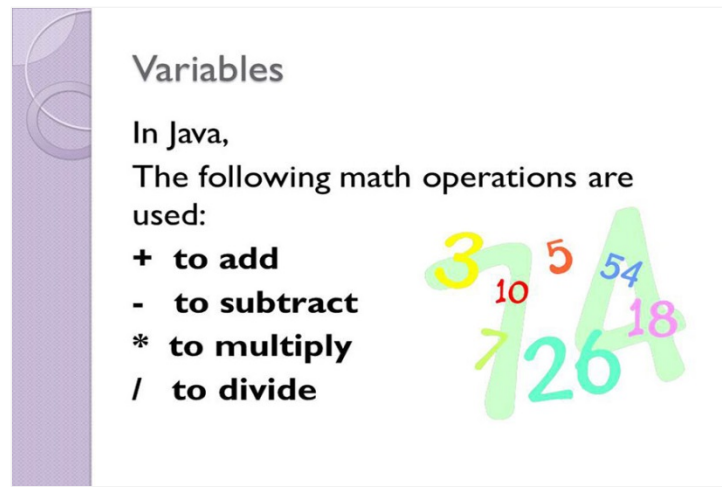 Variables
In Java,
The following math operations are
used:
+ to add
- to subtract
* to multiply
/ to divide
3
5
54
10
18
7
26
74